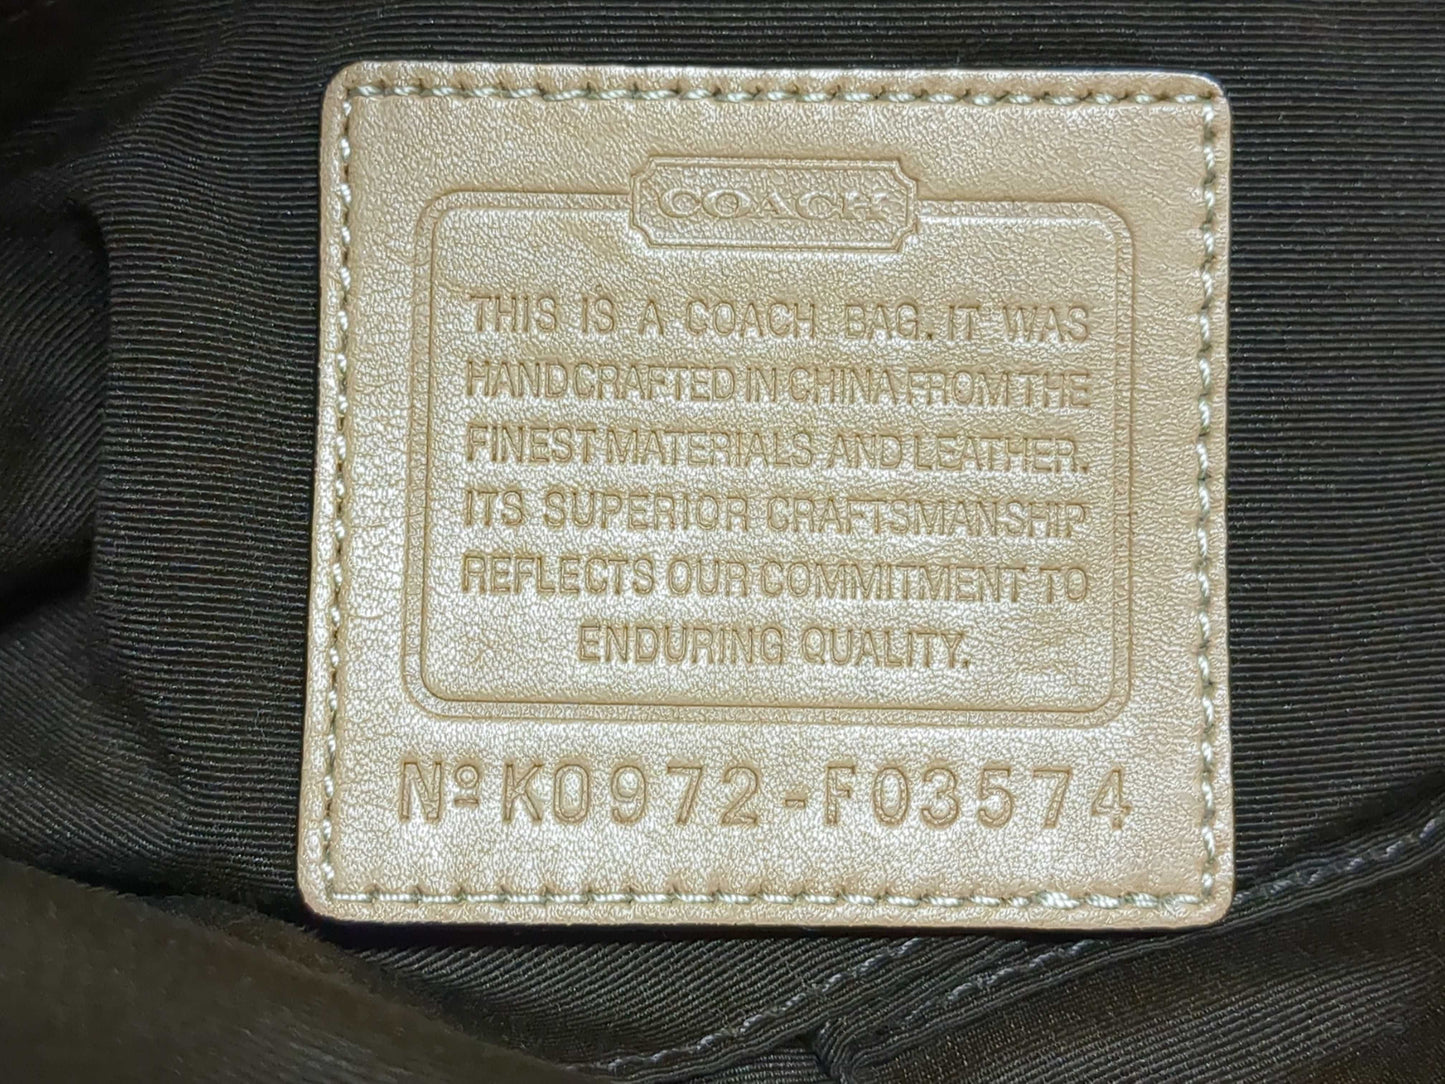 COACH
THIS IS A COACH BAG. IT WAS
HANDCRAFTED IN CHINA FROM THE
FINEST MATERIALS AND LEATHER.
ITS SUPERIOR CRAFTSMANSHIP
REFLECTS OUR COMMITMENT TO
ENDURING QUALITY.
Nº K0972-F03574